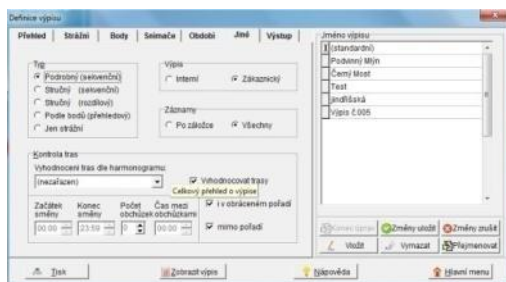 Definice výpisu
Přehled Strážní Body Snímače Období Jiné Výstup
Typ
Podrobný (sekvenční)
Stručný (sekvenční)
Stručný (rozdílový)
Podle bodů (přehledový)
Jen strážní
Výpis
Interní Zákaznický
Záznamy
Po záložce Všechny
Kontrola tras
Vyhodnocení tras dle harmonogramu:
(nezařazen)
Vyhodnocovat trasy
Celkový přehled o výpise
i v obráceném pořadí
mimo pořadí
Začátek směny
Konec směny
Počet obchůzek
Čas mezi obchůzkami
00:00 23:59 0 00:00
Jméno výpisu
(standardní)
Podvinný Mlýn
Černý Most
Test
jindřišská
Výpis č.005
Konec úprav Změny uložit Změny zrušit
Vložit Vymazat Přejmenovat
Tisk Zobrazit výpis Nápověda Hlavní menu